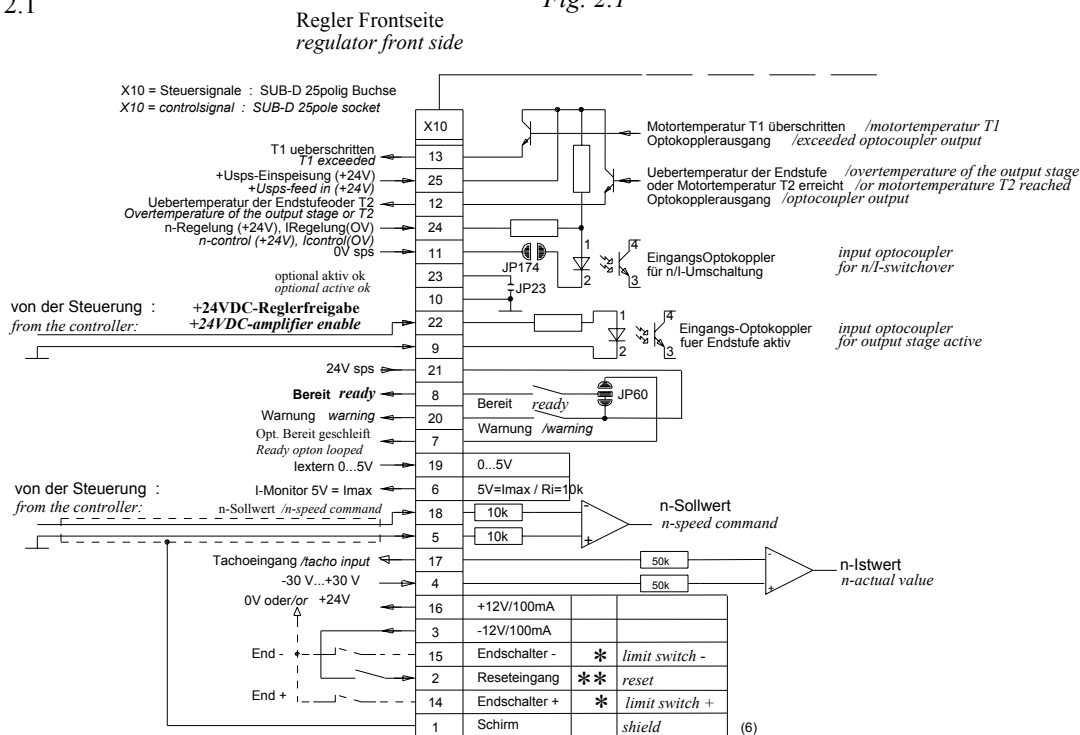 2.1
Fig. 2.1
Regler Frontseite
regulator front side
X10 = Steuersignale : SUB-D 25polig Buchse
X10 = controlsignal : SUB-D 25pole socket
X10
Motortemperatur T1 überschritten /motortemperatur T1
Optokopplerausgang /exceeded optocoupler output
T1 ueberschritten
T1 exceeded
13
+Usps-Einspeisung (+24V)
+Usps-feed in (+24V)
25
Uebertemperatur der Endstufe /overtemperature of the output stage
oder Motortemperatur T2 erreicht /or motortemperature T2 reached
Optokopplerausgang /optocoupler output
Uebertemperatur der Endstufeoder T2
Overtemperature of the output stage or T2
12
n-Regelung (+24V), IRegelung(OV)
n-control (+24V), Icontrol(OV)
24
0V sps
11
JP174
1
2
4
3
EingangsOptokoppler
für n/I-Umschaltung
input optocoupler
for n/I-switchover
optional aktiv ok
optional active ok
23
JP23
10
von der Steuerung :
from the controller:
+24VDC-Reglerfreigabe
+24VDC-amplifier enable
22
1
2
4
3
Eingangs-Optokoppler
fuer Endstufe aktiv
input optocoupler
for output stage active
9
24V sps
21
Bereit ready
8
Bereit ready
JP60
Warnung warning
20
Warnung /warning
Opt. Bereit geschleift
Ready opton looped
7
Iextern 0...5V
19
0...5V
I-Monitor 5V = Imax
6
5V=Imax / Ri=10k
von der Steuerung :
from the controller:
n-Sollwert /n-speed command
18
10k
-
+
n-Sollwert
n-speed command
5
10k
Tachoeingang /tacho input
17
50k
-
+
n-Istwert
n-actual value
-30 V...+30 V
4
50k
0V oder/or +24V
16
+12V/100mA
3
-12V/100mA
End -
15
Endschalter -
*
limit switch -
2
Reseteingang
**
reset
End +
14
Endschalter +
*
limit switch +
1
Schirm
shield
(6)